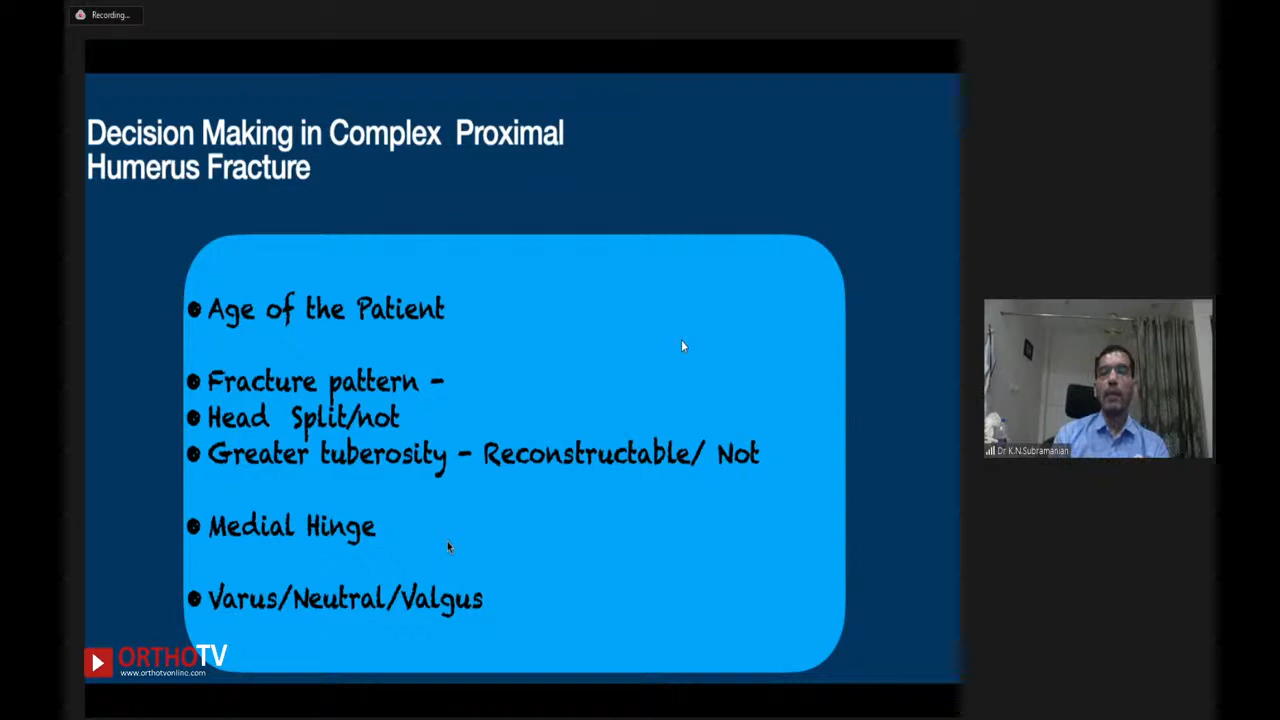 Recording...
Decision Making in Complex Proximal
Humerus Fracture
• Age of the Patient
• Fracture pattern -
• Head Split/not
• Greater tuberosity - Reconstructable/ Not
• Medial Hinge
• Varus/Neutral/Valgus
ORTHOTV
www.orthotvonline.com
Dr K.N.Subramanian